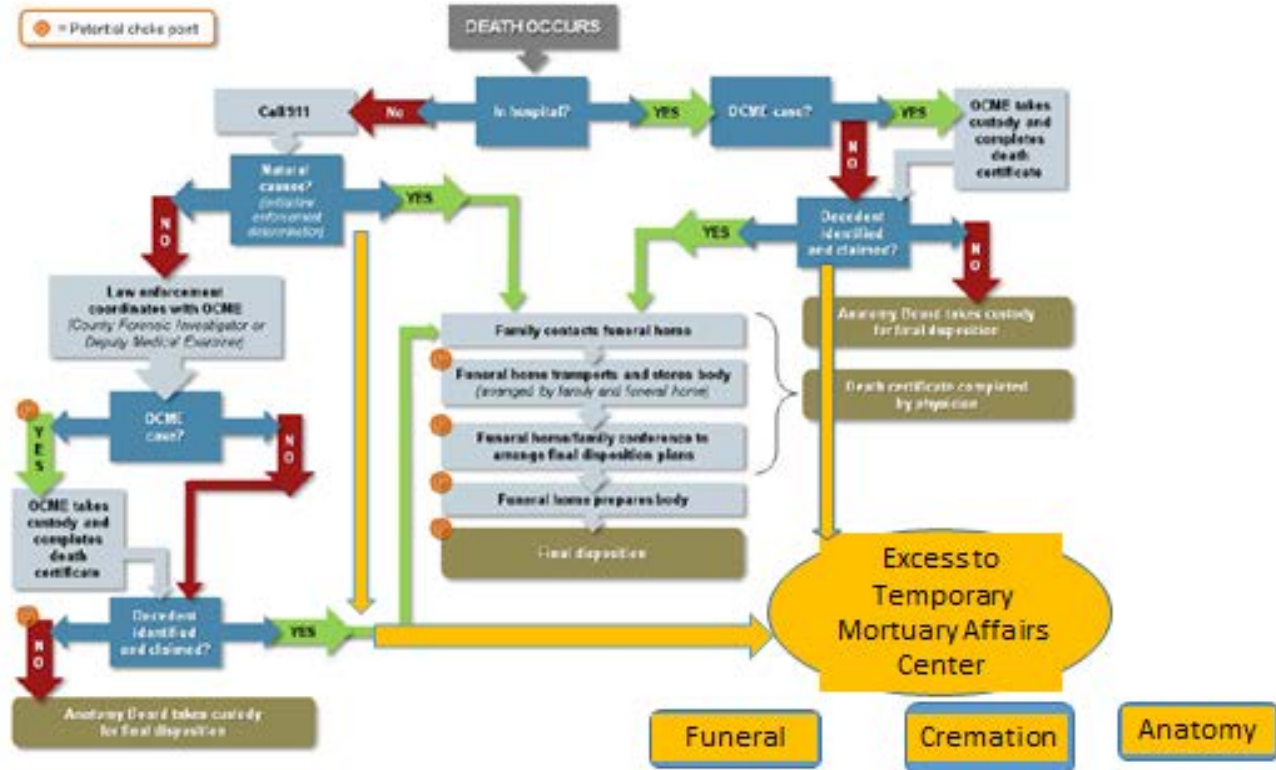 = Potential choke point
DEATH OCCURS
Call 911
No
In hospital?
YES
OCME case?
YES
OCME takes
custody and
completes
death
certificate
NO
Natural
causes?
(Initial law
enforcement
determination)
YES
NO
Decedent
identified
and claimed?
YES
NO
Law enforcement
coordinates with OCME
(County Forensic Investigator or
Deputy Medical Examiner)
Family contacts funeral home
Anatomy Board takes custody
for final disposition
Funeral home transports and stores body
(arranged by family and funeral home)
Death certificate completed
by physician
OCME
case?
YES
NO
Funeral home/family conference to
arrange final disposition plans
Funeral home prepares body
Final disposition
OCME takes
custody and
completes
death
certificate
Excess to
Temporary
Mortuary Affairs
Center
Decedent
identified
and claimed?
YES
NO
Anatomy Board takes custody
for final disposition
Funeral
Cremation
Anatomy